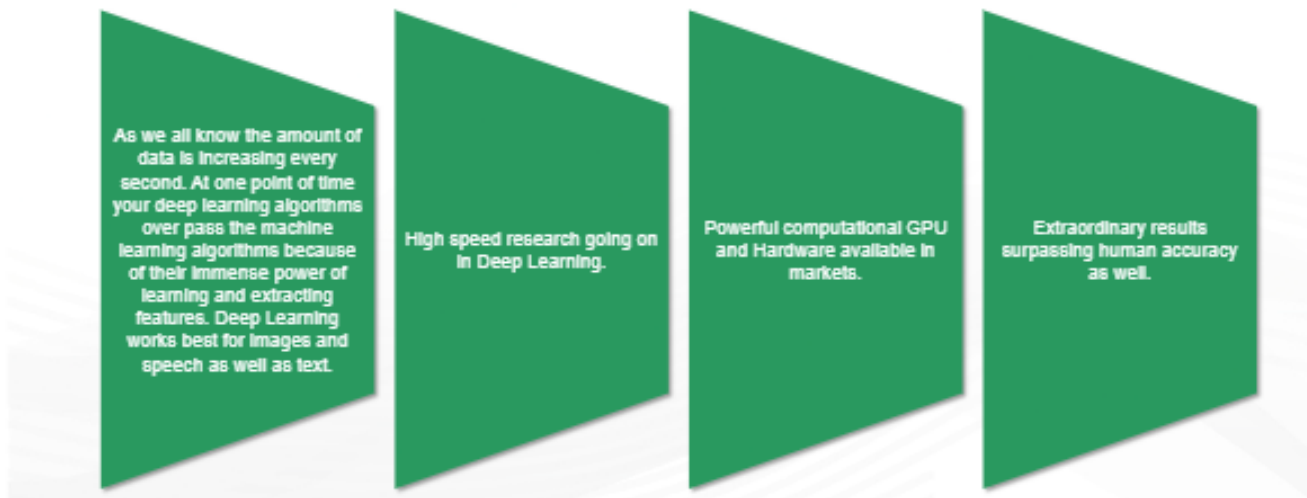 As we all know the amount of
data is increasing every
second. At one point of time
your deep learning algorithms
over pass the machine
learning algorithms because
of their immense power of
learning and extracting
features. Deep Learning
works best for images and
speech as well as text.
High speed research going on
in Deep Learning.
Powerful computational GPU
and Hardware available in
markets.
Extraordinary results
surpassing human accuracy
as well.